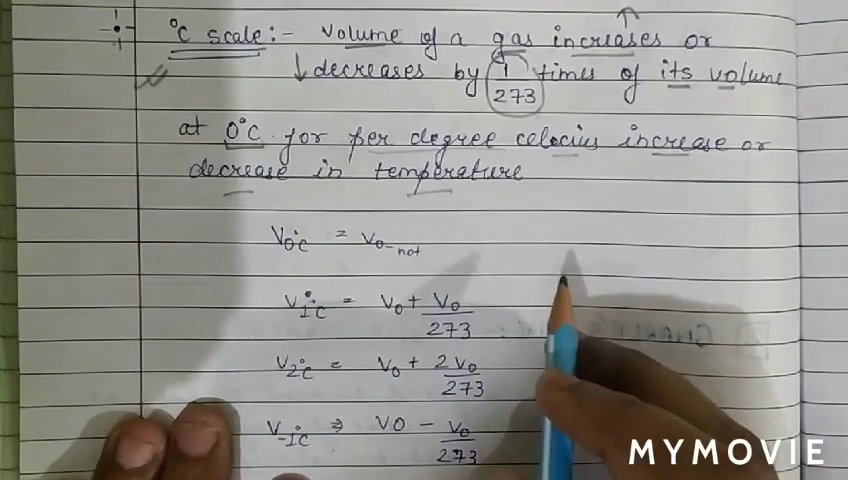 °C scale:- volume of a gas increases or ↑
↓ decreases by 1/273 times of its volume
at 0°C for per degree celocius increase or
decrease in temperature
V0°C = V0-not
V1°C = V0 + V0/273
V2°C = V0 + 2V0/273
V-1°C ⇒ VO - V0/273
MYMOVIE